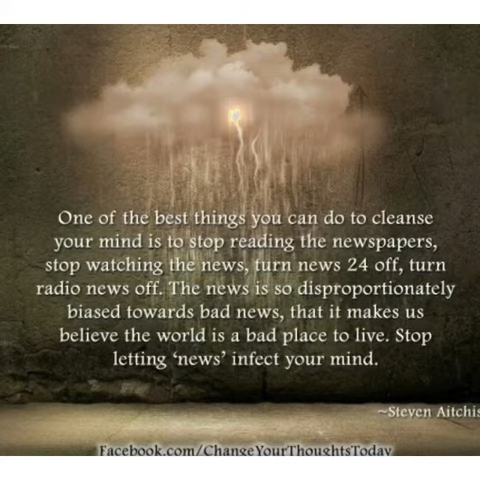 One of the best things you can do to cleanse
your mind is to stop reading the newspapers,
stop watching the news, turn news 24 off, turn
radio news off. The news is so disproportionately
biased towards bad news, that it makes us
believe the world is a bad place to live. Stop
letting ‘news’ infect your mind.
~Steven Aitchis
Facebook.com/ChangeYourThoughtsToday